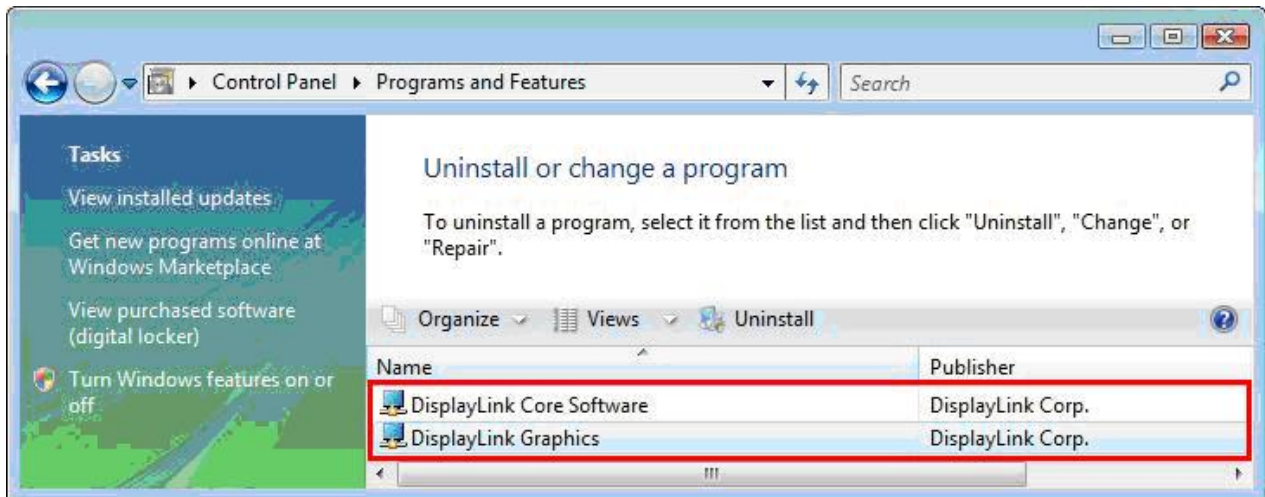 Control Panel Programs and Features
Search
Tasks
View installed updates
Get new programs online at
Windows Marketplace
View purchased software
(digital locker)
Turn Windows features on or
off
Uninstall or change a program
To uninstall a program, select it from the list and then click "Uninstall", "Change", or
"Repair".
Organize Views Uninstall
Name Publisher
DisplayLink Core Software DisplayLink Corp.
DisplayLink Graphics DisplayLink Corp.